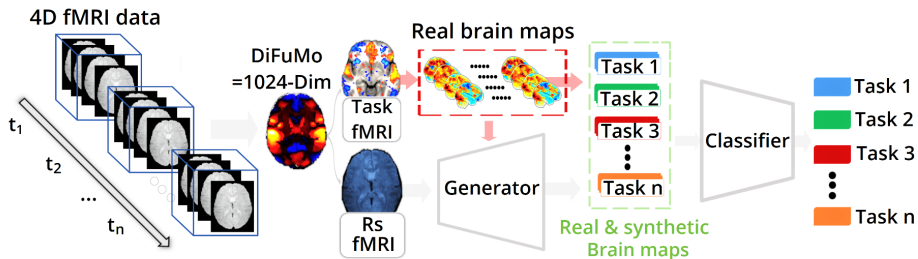 4D fMRI data
t1
t2
...
tn
DiFuMo
=1024-Dim
Task
fMRI
Rs
fMRI
Real brain maps
Generator
Task 1
Task 2
Task 3
Task n
Real & synthetic
Brain maps
Classifier
Task 1
Task 2
Task 3
Task n